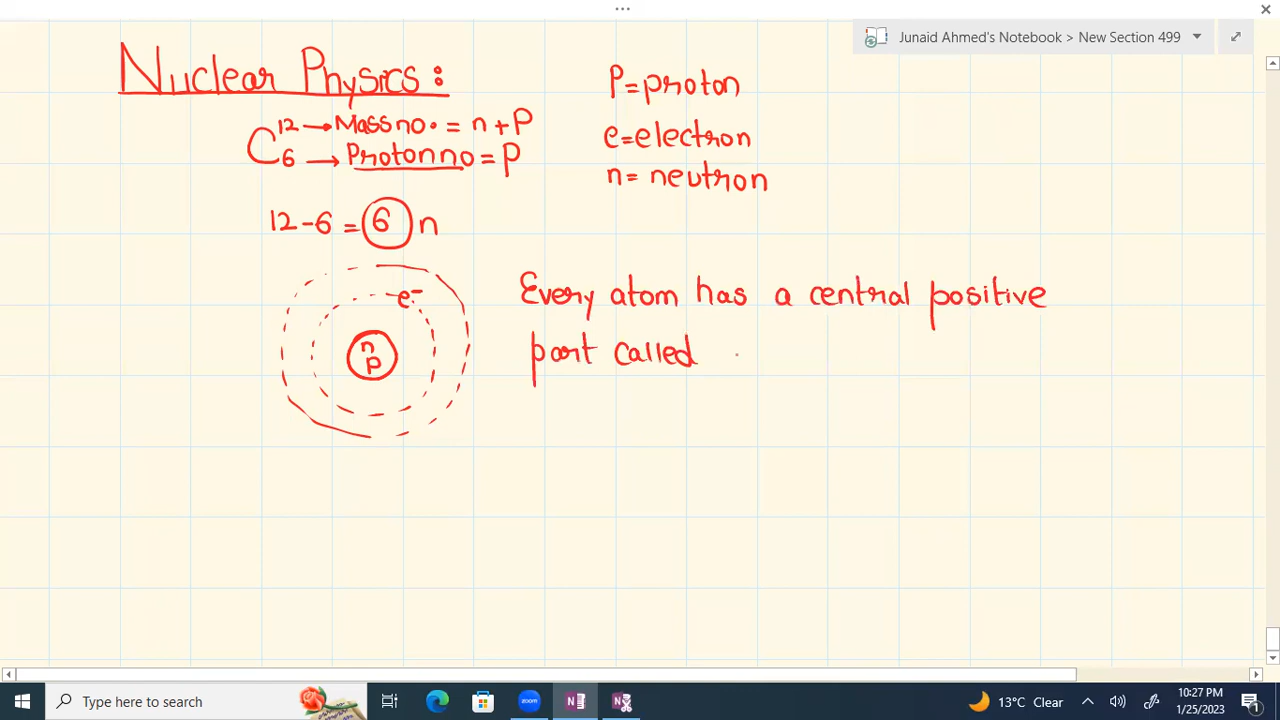 Junaid Ahmed's Notebook > New Section 499
Nuclear Physics:
C 12 → Mass no. = n + P
6 → Proton no = P
12 - 6 = 6 n
P = proton
e = electron
n = neutron
e⁻
n
p
Every atom has a central positive
part called
Type here to search
zoom
13°C Clear
10:27 PM
1/25/2023
1